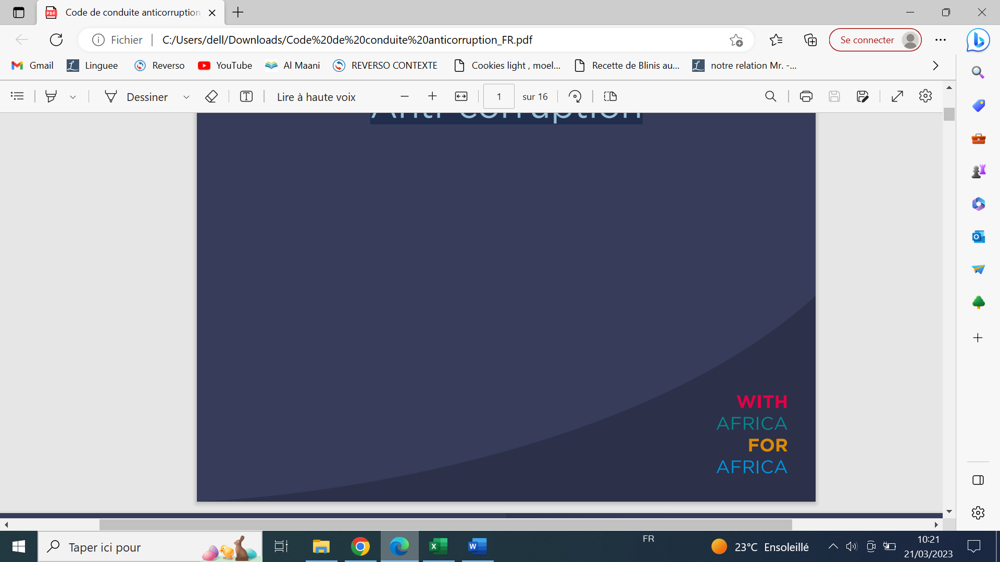 Code de conduite anticorruption
Fichier C:/Users/dell/Downloads/Code%20de%20conduite%20anticorruption_FR.pdf Se connecter
Gmail Linguee Reverso YouTube Al Maani REVERSO CONTEXTE Cookies light , moel... Recette de Blinis au... notre relation Mr. -...
Dessiner Lire à haute voix 1 sur 16
Anti-corruption
WITH
AFRICA
FOR
AFRICA
Taper ici pour
FR
23°C Ensoleillé
10:21
21/03/2023